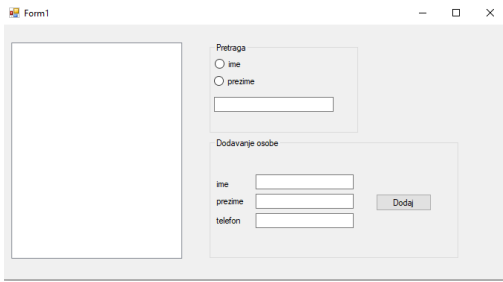 Form1
Pretraga
ime
prezime
Dodavanje osobe
ime
prezime
Dodaj
telefon